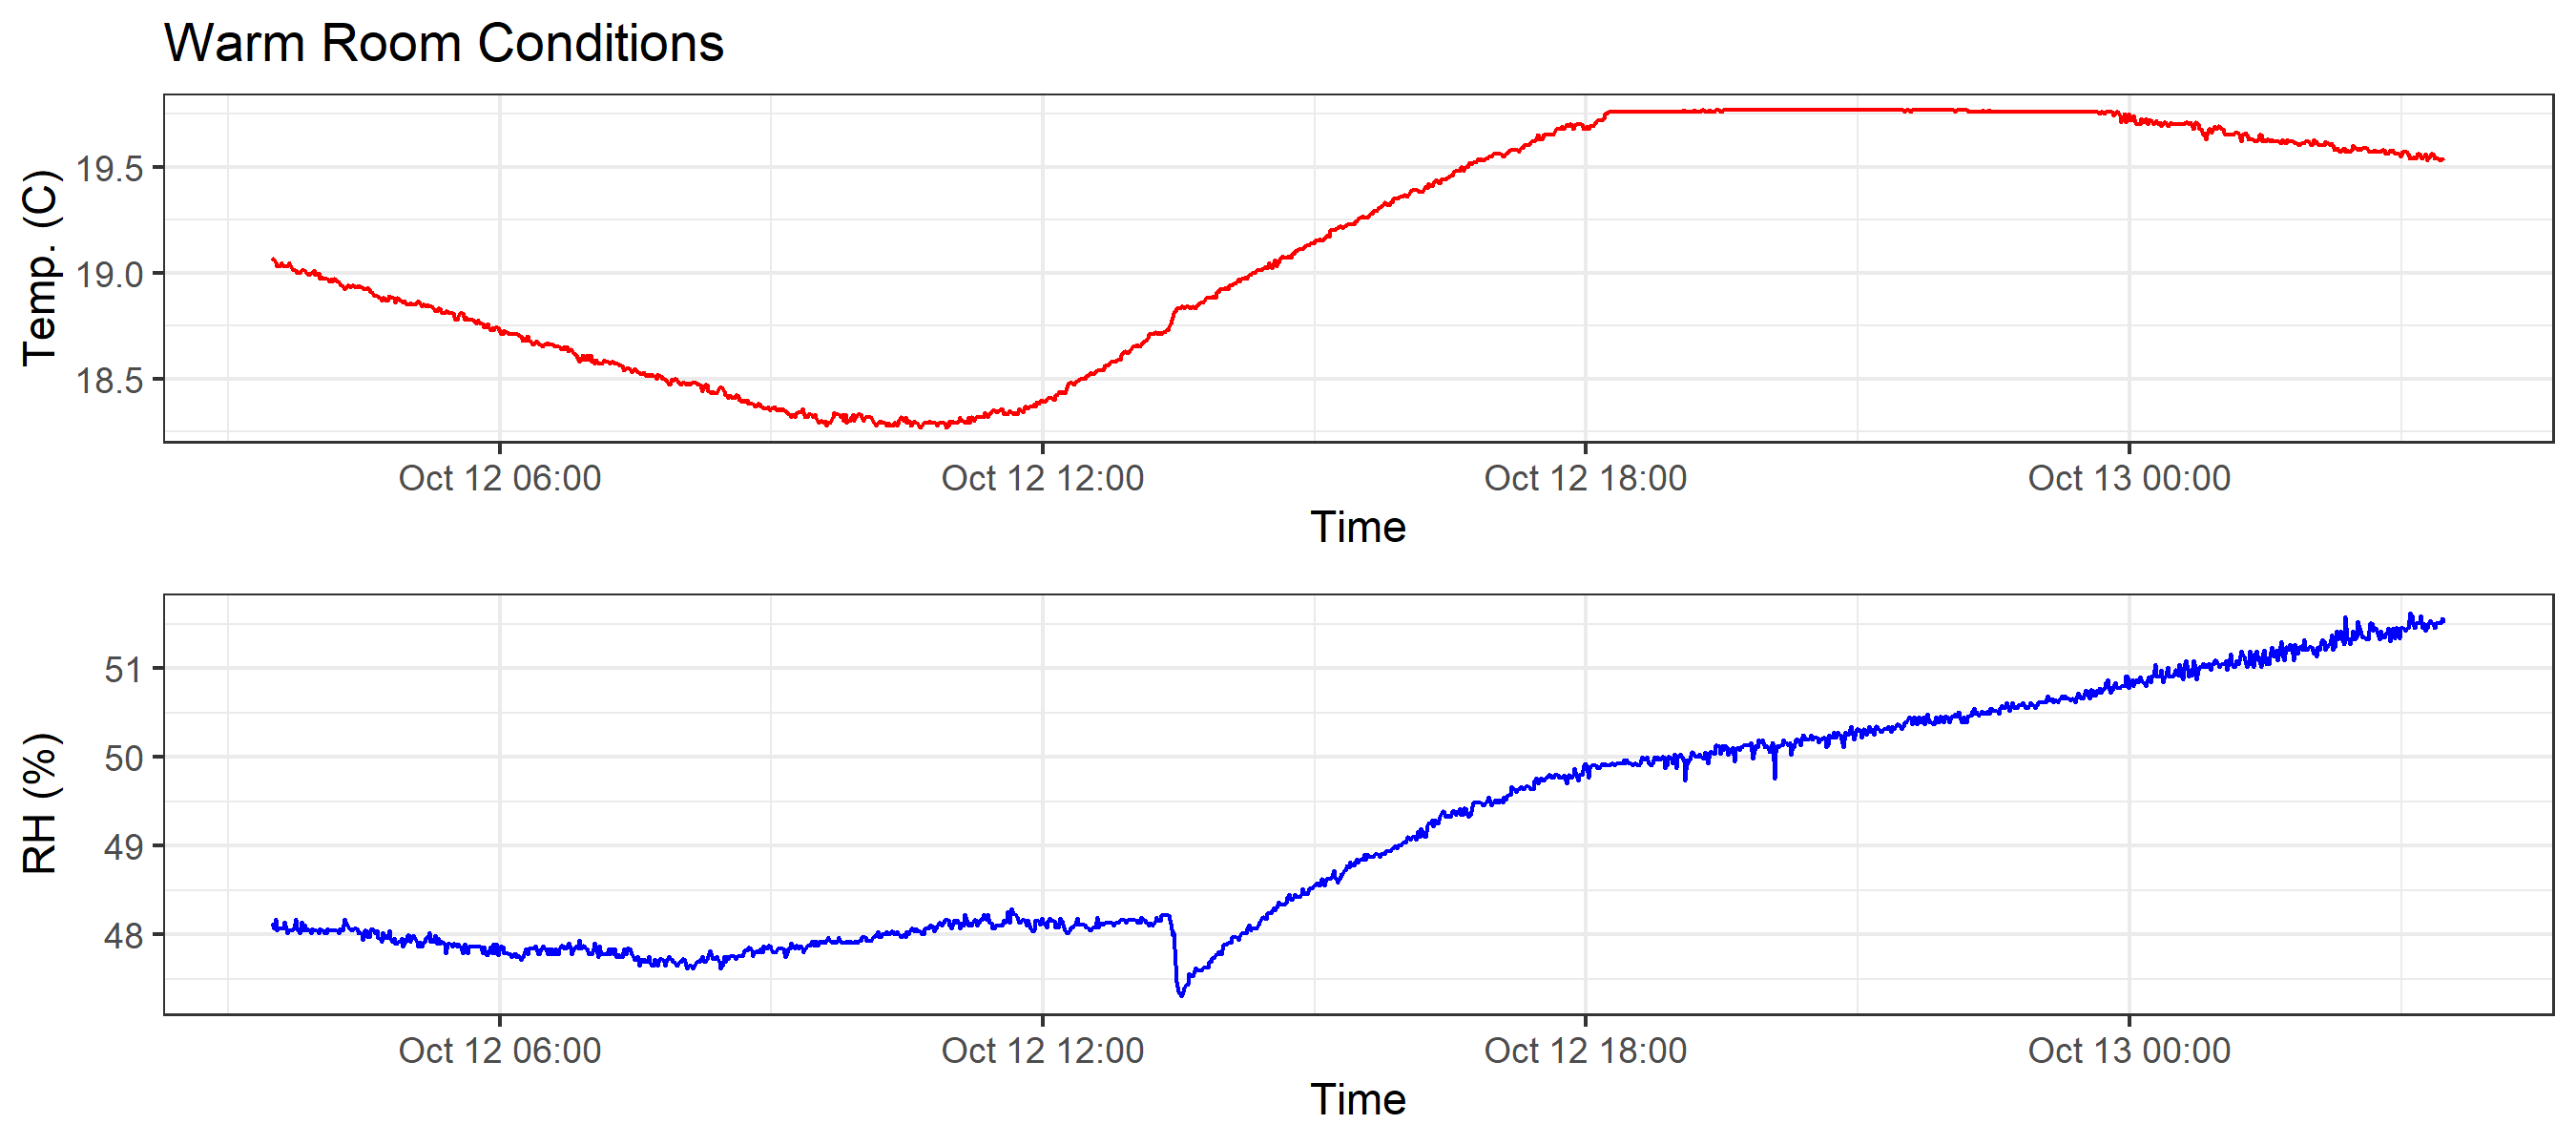 Warm Room Conditions
Temp. (C)
19.5
19.0
18.5
Oct 12 06:00 Oct 12 12:00 Oct 12 18:00 Oct 13 00:00
Time
RH (%)
51
50
49
48
Oct 12 06:00 Oct 12 12:00 Oct 12 18:00 Oct 13 00:00
Time